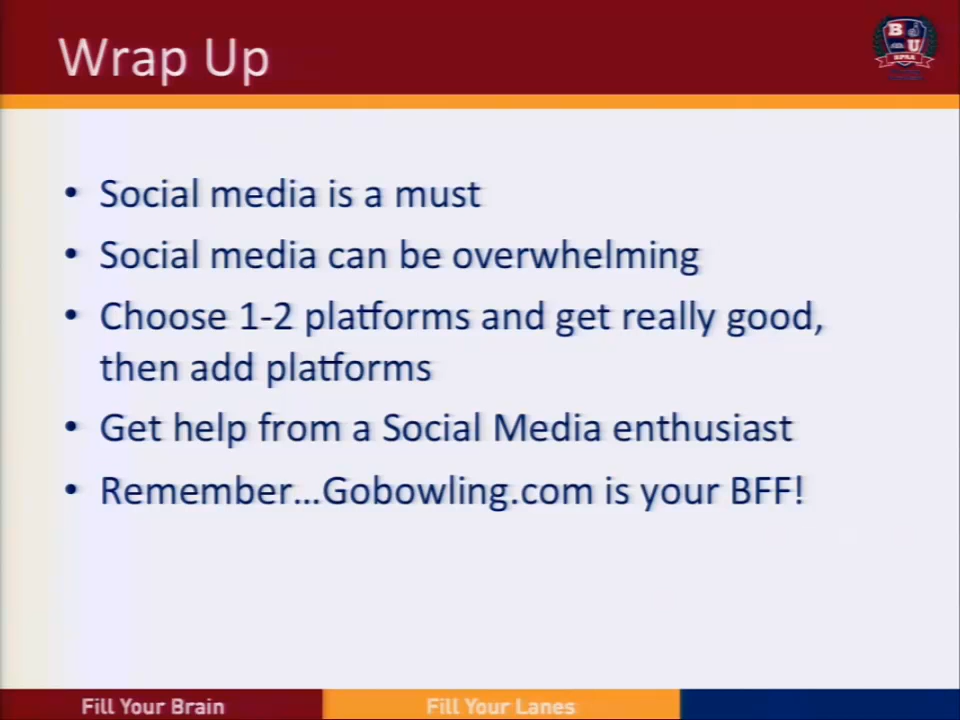 Wrap Up
B U
• Social media is a must
• Social media can be overwhelming
• Choose 1-2 platforms and get really good,
then add platforms
• Get help from a Social Media enthusiast
• Remember...Gobowling.com is your BFF!
Fill Your Brain
Fill Your Lanes